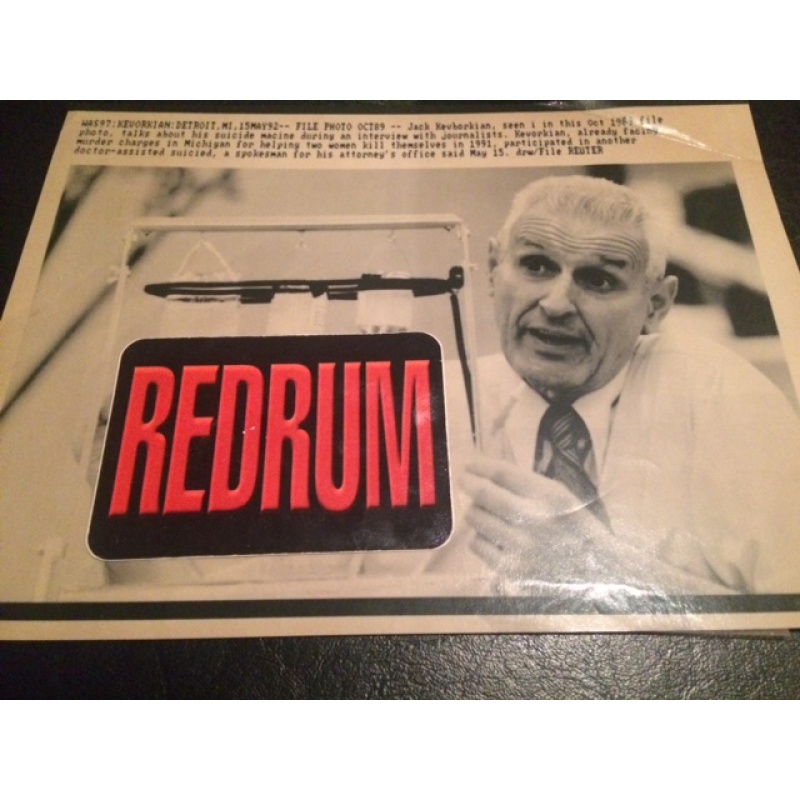 WAS97:KEVORKIAN:DETROIT,MI,15MAY92-- FILE PHOTO OCT89 -- Jack Kevhorkian, seen i in this Oct file
photo, talks about his suicide macine during an interview with journalists. Kevorkian, already facing
murder charges in Michigan for helping two women kill themselves in 1991, participated in another
doctor-assisted suicied, a spokesman for his attorney's office said May 15. drw/File REUTER
REDRUM